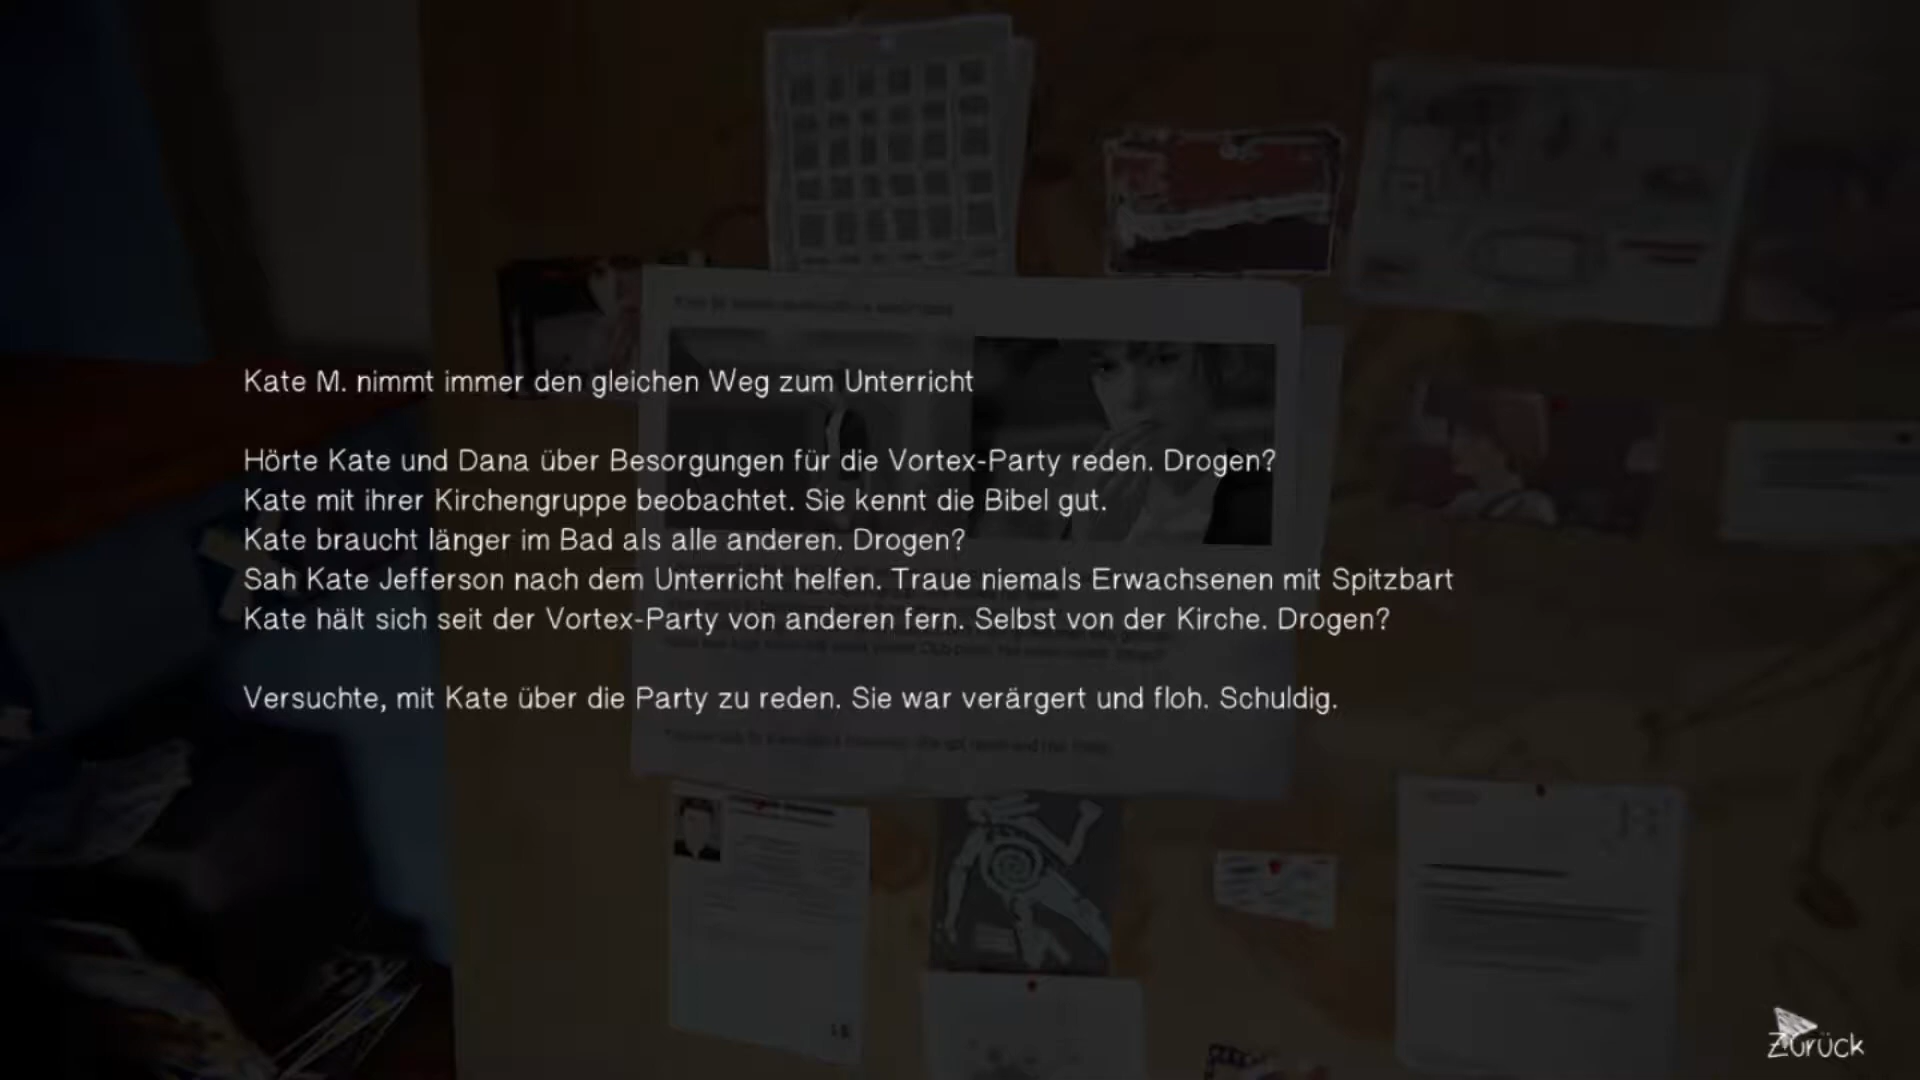 Kate M. nimmt immer den gleichen Weg zum Unterricht
Hörte Kate und Dana über Besorgungen für die Vortex-Party reden. Drogen?
Kate mit ihrer Kirchengruppe beobachtet. Sie kennt die Bibel gut.
Kate braucht länger im Bad als alle anderen. Drogen?
Sah Kate Jefferson nach dem Unterricht helfen. Traue niemals Erwachsenen mit Spitzbart
Kate hält sich seit der Vortex-Party von anderen fern. Selbst von der Kirche. Drogen?
Versuchte, mit Kate über die Party zu reden. Sie war verärgert und floh. Schuldig.
Zurück